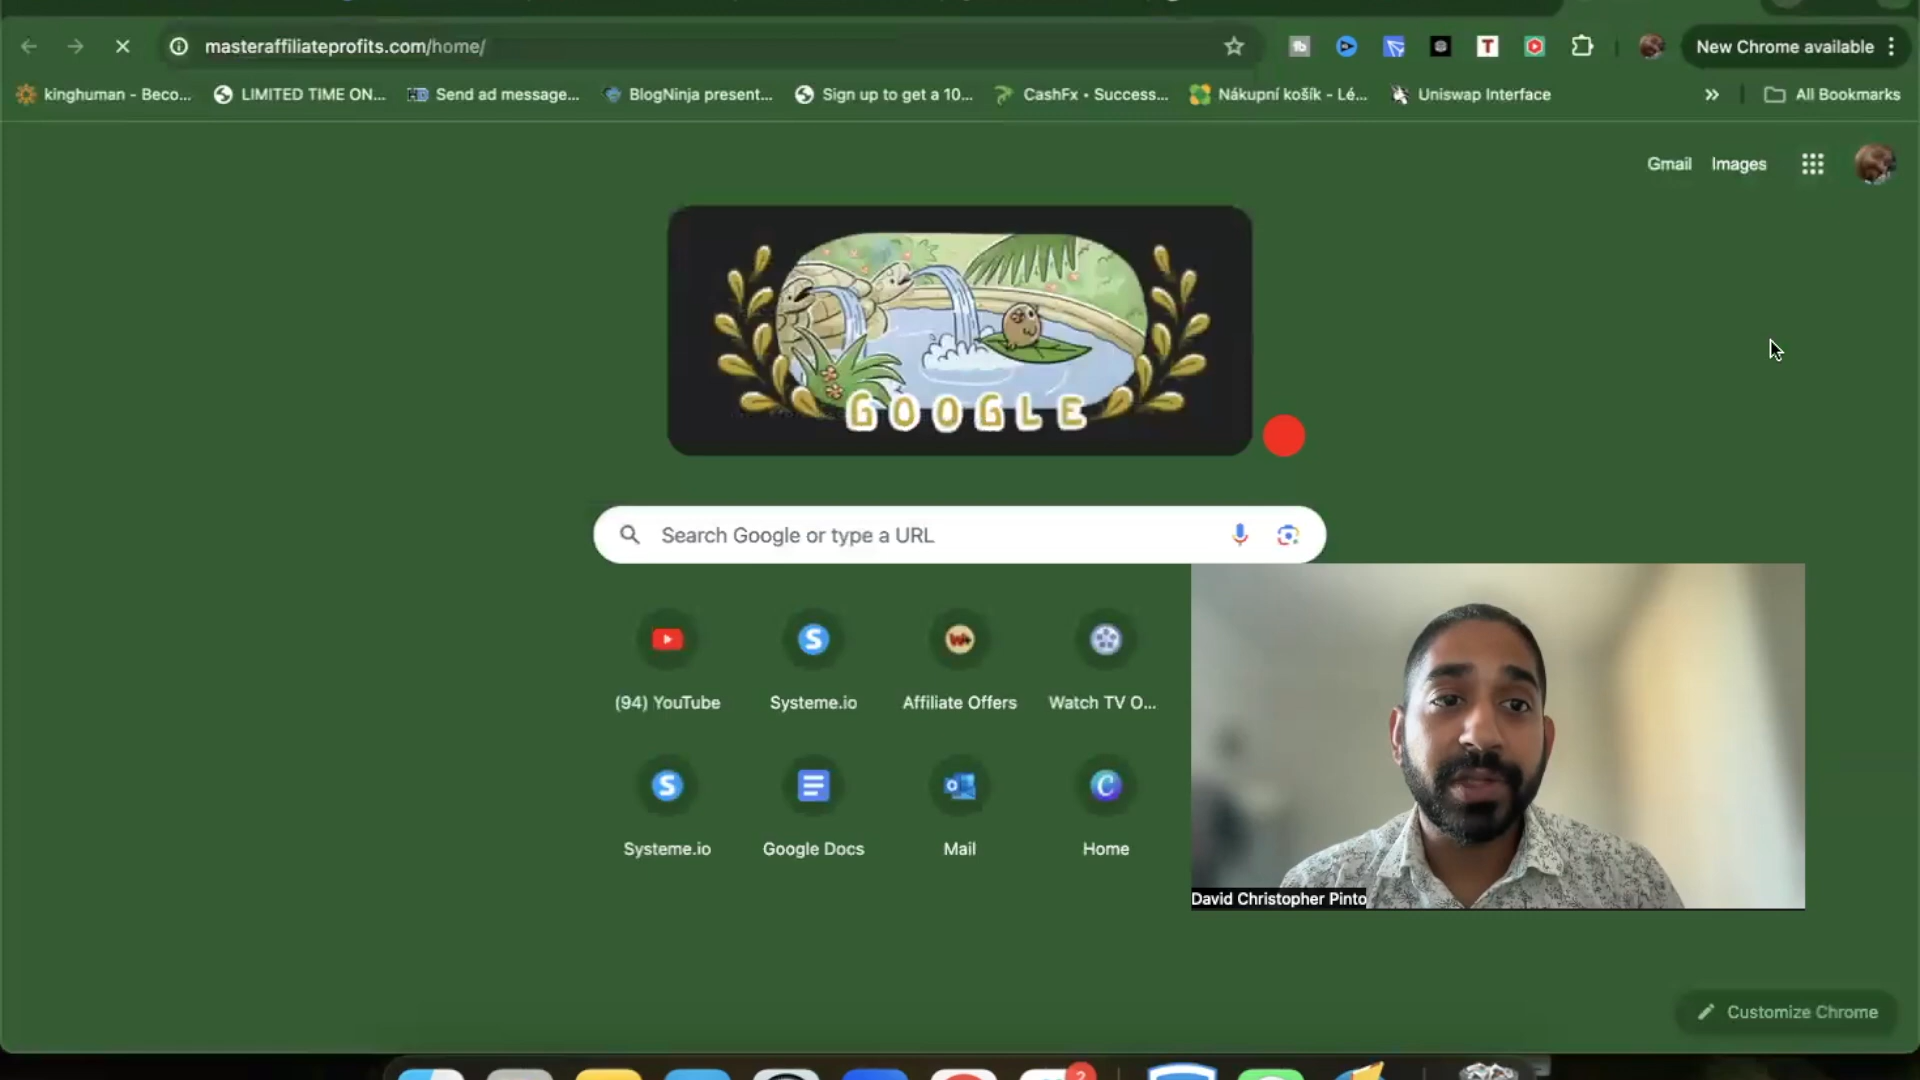 masteraffiliateprofits.com/home/
New Chrome available
kinghuman - Beco...
LIMITED TIME ON...
Send ad message...
BlogNinja present...
Sign up to get a 10...
CashFx • Success...
Nákupní košík - Lé...
Uniswap Interface
All Bookmarks
Gmail
Images
GOOGLE
Search Google or type a URL
(94) YouTube
Systeme.io
Affiliate Offers
Watch TV O...
Systeme.io
Google Docs
Mail
Home
David Christopher Pinto
Customize Chrome
2